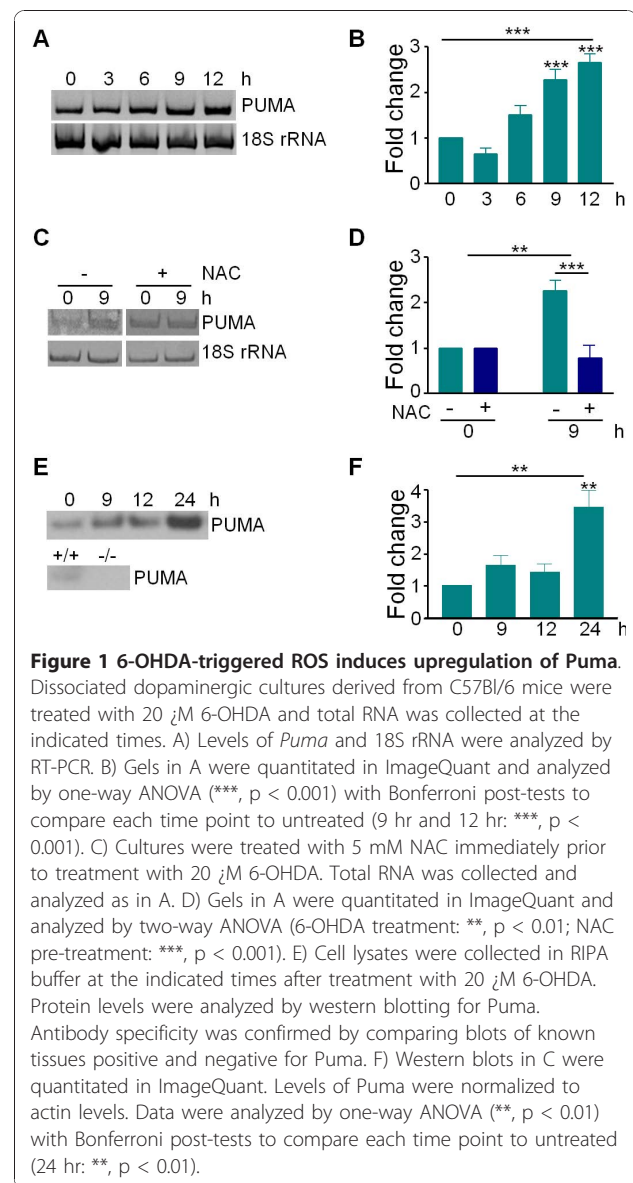 A
0 3 6 9 12 h
PUMA
18S rRNA
B
***
*** ***
Fold change
3
2
1
0
0 3 6 9 12 h
C
- + NAC
0 9 0 9 h
PUMA
18S rRNA
D
**
***
Fold change
3
2
1
0
NAC - + - +
0 9 h
E
0 9 12 24 h
PUMA
+/+ -/-
PUMA
F
**
**
Fold change
4
3
2
1
0
0 9 12 24 h
Figure 1 6-OHDA-triggered ROS induces upregulation of Puma.
Dissociated dopaminergic cultures derived from C57Bl/6 mice were
treated with 20 ¿M 6-OHDA and total RNA was collected at the
indicated times. A) Levels of Puma and 18S rRNA were analyzed by
RT-PCR. B) Gels in A were quantitated in ImageQuant and analyzed
by one-way ANOVA (***, p < 0.001) with Bonferroni post-tests to
compare each time point to untreated (9 hr and 12 hr: ***, p <
0.001). C) Cultures were treated with 5 mM NAC immediately prior
to treatment with 20 ¿M 6-OHDA. Total RNA was collected and
analyzed as in A. D) Gels in A were quantitated in ImageQuant and
analyzed by two-way ANOVA (6-OHDA treatment: **, p < 0.01; NAC
pre-treatment: ***, p < 0.001). E) Cell lysates were collected in RIPA
buffer at the indicated times after treatment with 20 ¿M 6-OHDA.
Protein levels were analyzed by western blotting for Puma.
Antibody specificity was confirmed by comparing blots of known
tissues positive and negative for Puma. F) Western blots in C were
quantitated in ImageQuant. Levels of Puma were normalized to
actin levels. Data were analyzed by one-way ANOVA (**, p < 0.01)
with Bonferroni post-tests to compare each time point to untreated
(24 hr: **, p < 0.01).